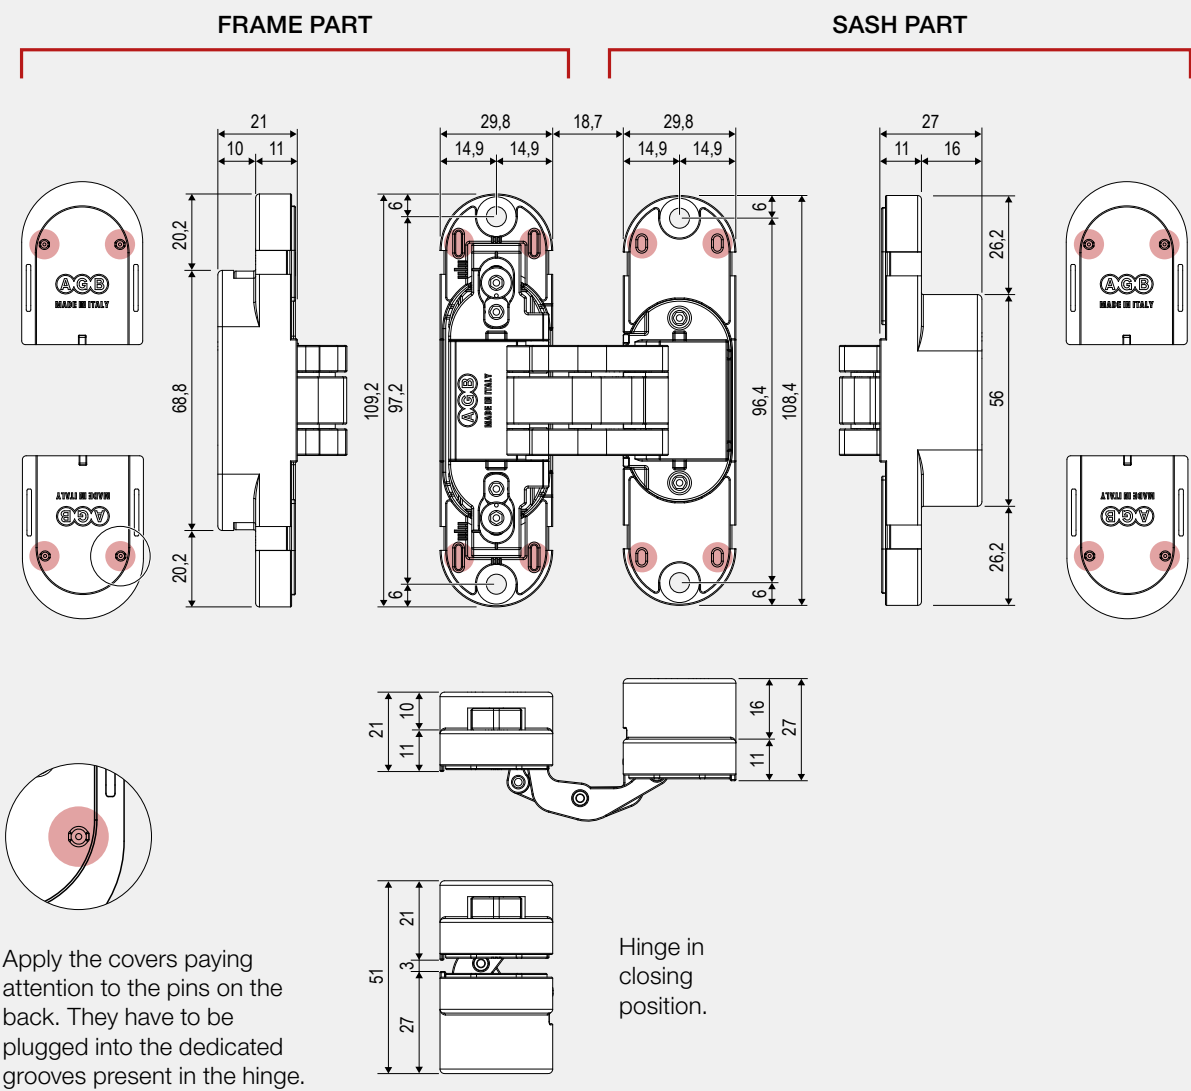 FRAME PART
SASH PART
21
10
11
29,8
18,7
29,8
14,9
14,9
14,9
14,9
27
11
16
20,2
68,8
20,2
6
109,2
97,2
6
6
96,4
108,4
6
26,2
56
26,2
AGB
MADE IN ITALY
AGB
MADE IN ITALY
AGB
MADE IN ITALY
MADE IN ITALY
AGB
MADE IN ITALY
AGB
21
10
11
16
11
27
51
21
3
27
Apply the covers paying
attention to the pins on the
back. They have to be
plugged into the dedicated
grooves present in the hinge.
Hinge in
closing
position.